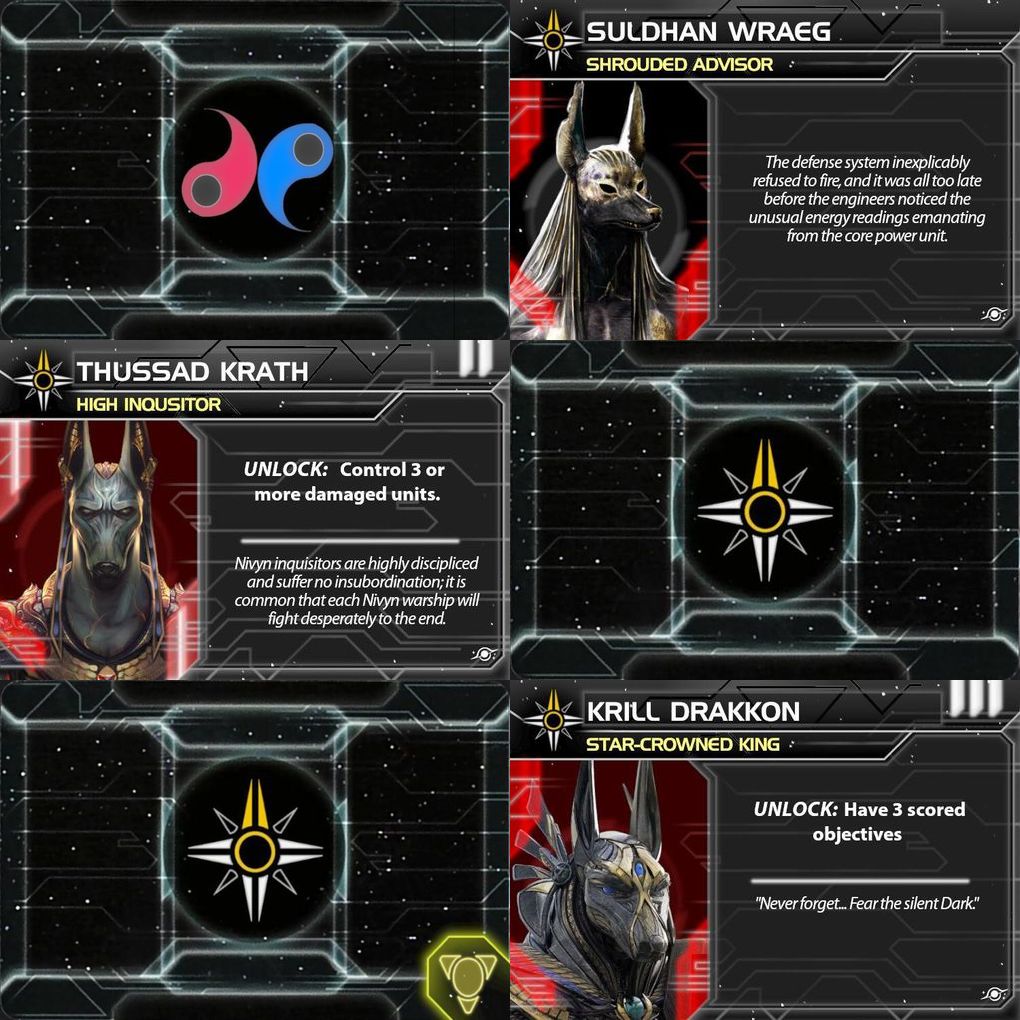 SULDHAN WRAEG
SHROUDED ADVISOR
The defense system inexplicably
refused to fire, and it was all too late
before the engineers noticed the
unusual energy readings emanating
from the core power unit.
THUSSAD KRATH
HIGH INQUSITOR
UNLOCK: Control 3 or
more damaged units.
Nivyn inquisitors are highly discipliced
and suffer no insubordination; it is
common that each Nivyn warship will
fight desperately to the end.
KRILL DRAKKON
STAR-CROWNED KING
UNLOCK: Have 3 scored
objectives
"Never forget... Fear the silent Dark."